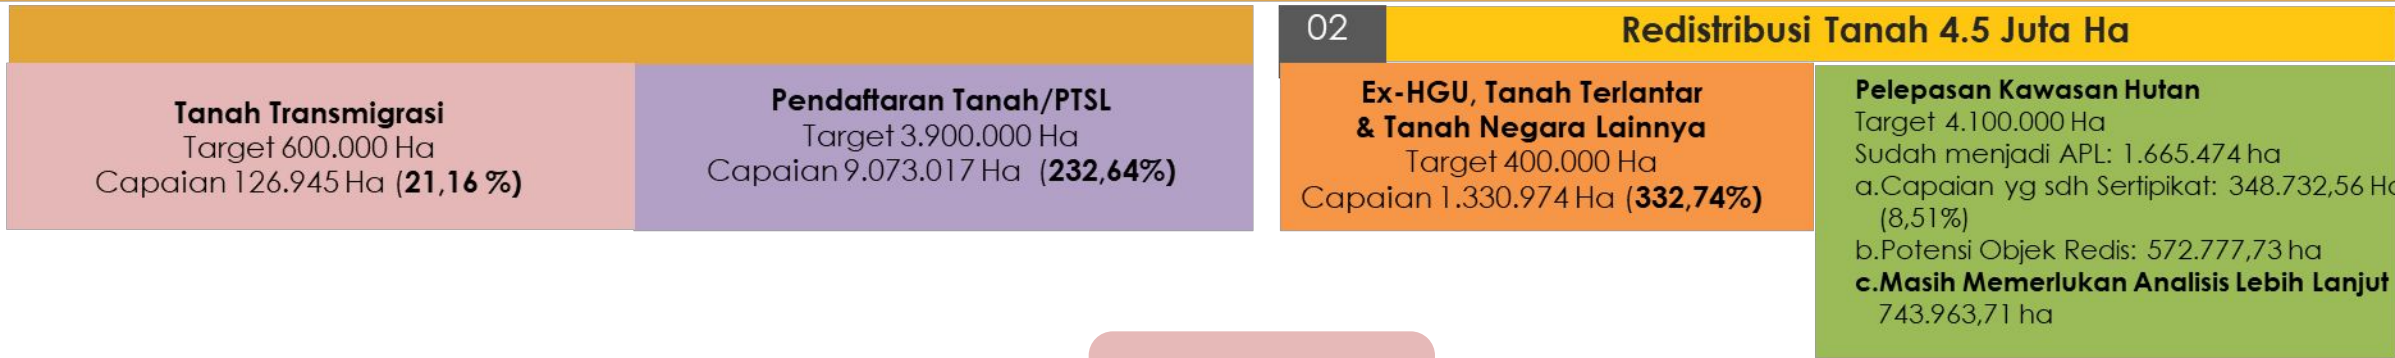 Tanah Transmigrasi
Target 600.000 Ha
Capaian 126.945 Ha (21,16 %)
Pendaftaran Tanah/PTSL
Target 3.900.000 Ha
Capaian 9.073.017 Ha (232,64%)
02
Redistribusi Tanah 4.5 Juta Ha
Ex-HGU, Tanah Terlantar
& Tanah Negara Lainnya
Target 400.000 Ha
Capaian 1.330.974 Ha (332,74%)
Pelepasan Kawasan Hutan
Target 4.100.000 Ha
Sudah menjadi APL: 1.665.474 ha
a.Capaian yg sdh Sertipikat: 348.732,56 Ha
(8,51%)
b.Potensi Objek Redis: 572.777,73 ha
c.Masih Memerlukan Analisis Lebih Lanjut
743.963,71 ha